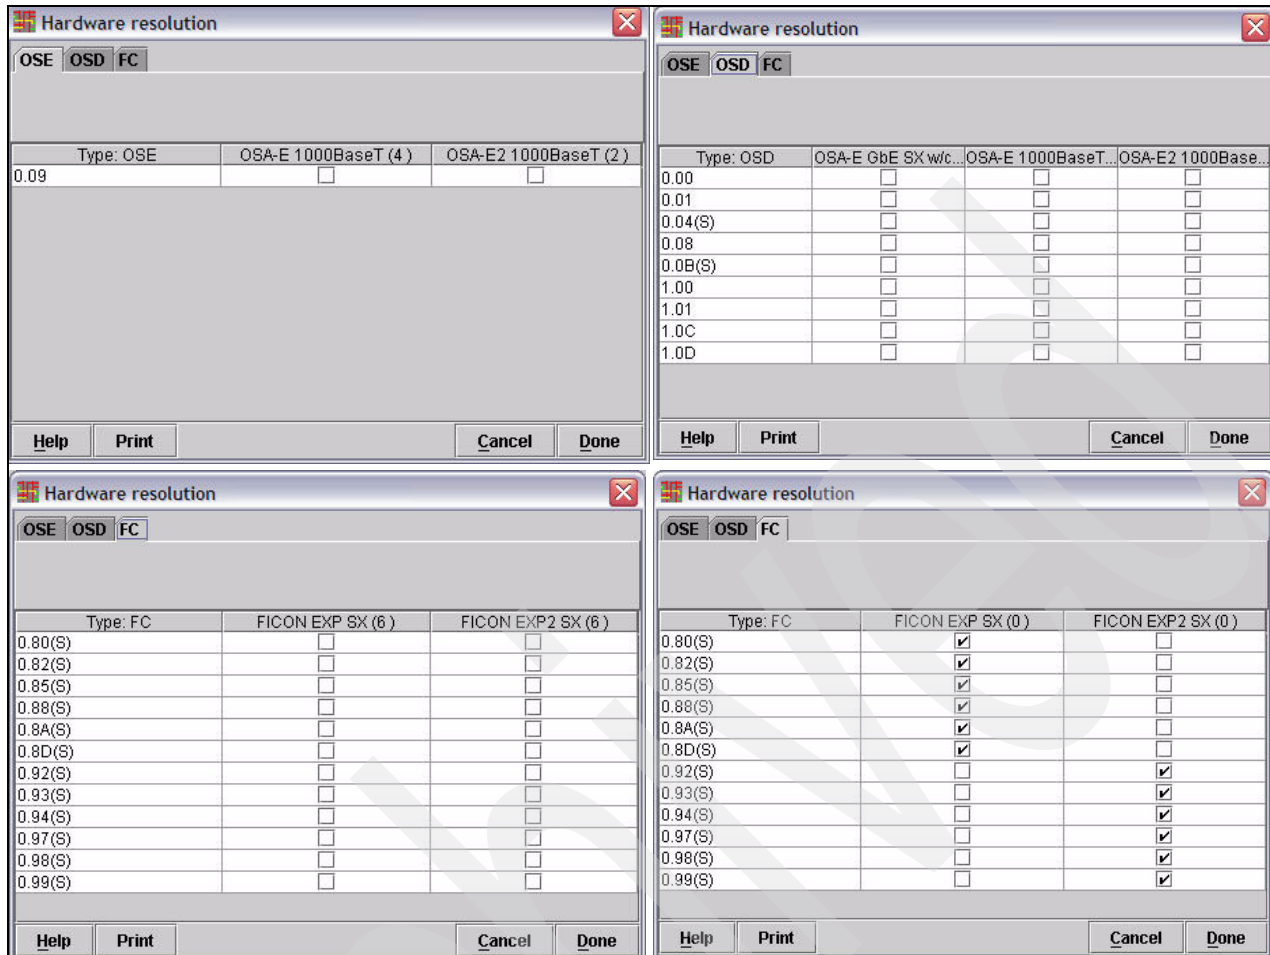 Hardware resolution
OSE OSD FC
Type: OSE OSA-E 1000BaseT (4) OSA-E2 1000BaseT (2)
0.09
Help Print Cancel Done
Hardware resolution
OSE OSD FC
Type: OSD OSA-E GbE SX w/c... OSA-E 1000BaseT... OSA-E2 1000Base...
0.00
0.01
0.04(S)
0.08
0.0B(S)
1.00
1.01
1.0C
1.0D
Help Print Cancel Done
Hardware resolution
OSE OSD FC
Type: FC FICON EXP SX (6) FICON EXP2 SX (6)
0.80(S)
0.82(S)
0.85(S)
0.88(S)
0.8A(S)
0.8D(S)
0.92(S)
0.93(S)
0.94(S)
0.97(S)
0.98(S)
0.99(S)
Help Print Cancel Done
Hardware resolution
OSE OSD FC
Type: FC FICON EXP SX (0) FICON EXP2 SX (0)
0.80(S)
0.82(S)
0.85(S)
0.88(S)
0.8A(S)
0.8D(S)
0.92(S)
0.93(S)
0.94(S)
0.97(S)
0.98(S)
0.99(S)
Help Print Cancel Done